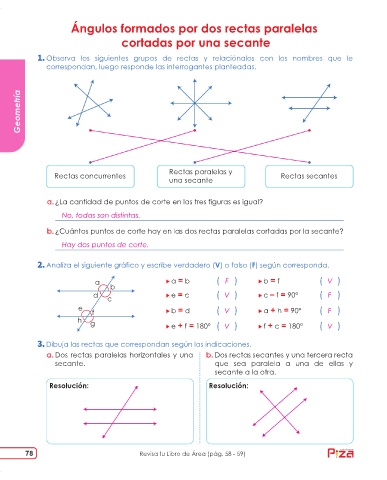 Ángulos formados por dos rectas paralelas
cortadas por una secante
1. Observa los siguientes grupos de rectas y relaciónalos con los nombres que le
correspondan, luego responde las interrogantes planteadas.
Geometría
Rectas concurrentes
Rectas paralelas y
una secante
Rectas secantes
a. ¿La cantidad de puntos de corte en las tres figuras es igual?
No, todas son distintas.
b. ¿Cuántos puntos de corte hay en las dos rectas paralelas cortadas por la secante?
Hay dos puntos de corte.
2. Analiza el siguiente gráfico y escribe verdadero (V) o falso (F) según corresponda.
a
b
d
c
e
f
h
g
a = b ( F )
b = f ( V )
e = c ( V )
c – f = 90° ( F )
b = d ( V )
a + h = 90° ( F )
e + f = 180° ( V )
f + c = 180° ( V )
3. Dibuja las rectas que correspondan según las indicaciones.
a. Dos rectas paralelas horizontales y una
secante.
b. Dos rectas secantes y una tercera recta
que sea paralela a una de ellas y
secante a la otra.
Resolución:
Resolución:
78
Revisa tu Libro de Área (pág. 58 - 59)